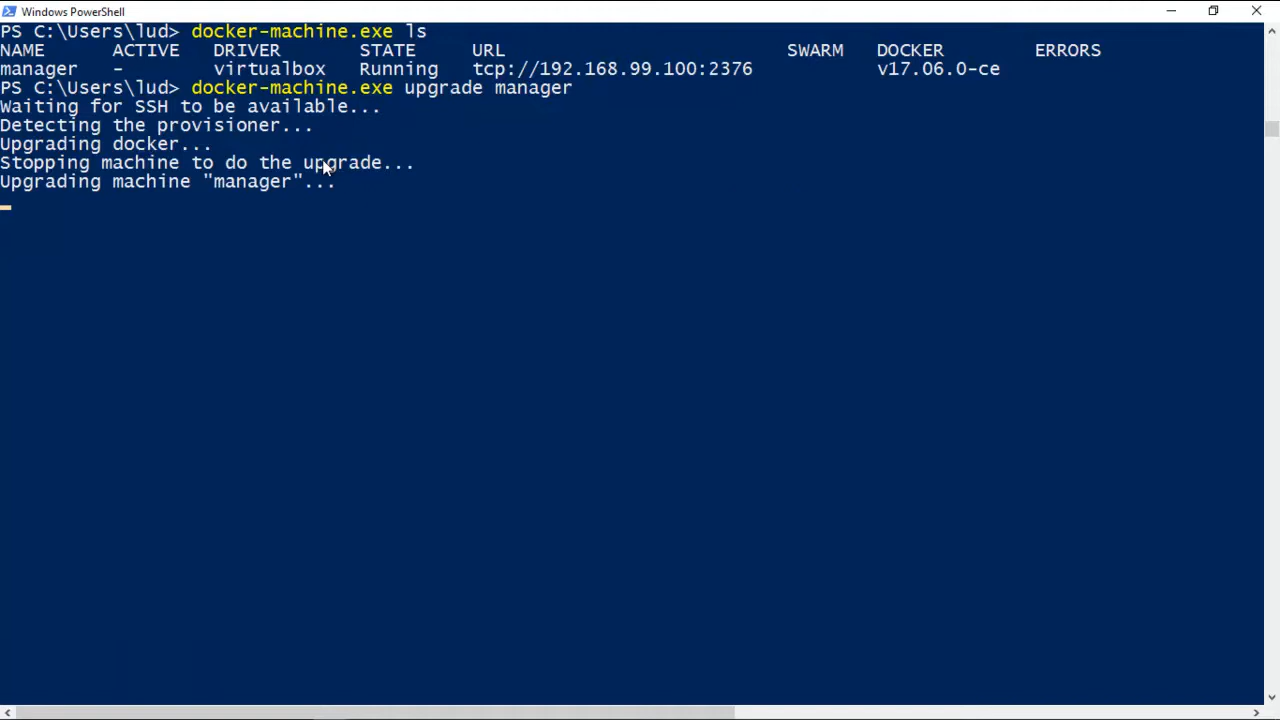 Windows PowerShell
PS C:\Users\lud> docker-machine.exe ls
NAME ACTIVE DRIVER STATE URL SWARM DOCKER ERRORS
manager - virtualbox Running tcp://192.168.99.100:2376 v17.06.0-ce
PS C:\Users\lud> docker-machine.exe upgrade manager
Waiting for SSH to be available...
Detecting the provisioner...
Upgrading docker...
Stopping machine to do the upgrade...
Upgrading machine "manager"...